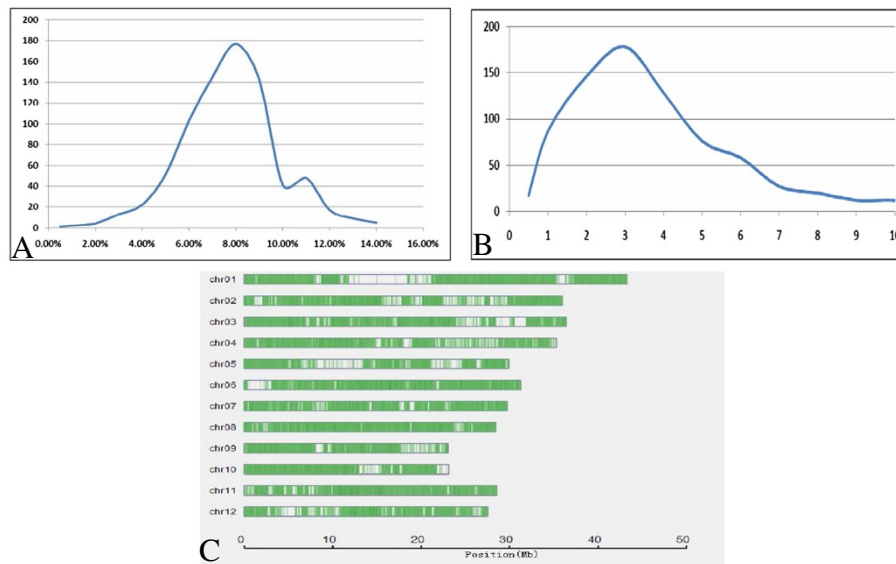 200
180
160
140
120
100
80
60
40
20
0
0.00% 2.00% 4.00% 6.00% 8.00% 10.00% 12.00% 14.00% 16.00%
A
200
150
100
50
0
0 1 2 3 4 5 6 7 8 9 10
B
chr01
chr02
chr03
chr04
chr05
chr06
chr07
chr08
chr09
chr10
chr11
chr12
0 10 20 30 40 50
Position(Mb)
C